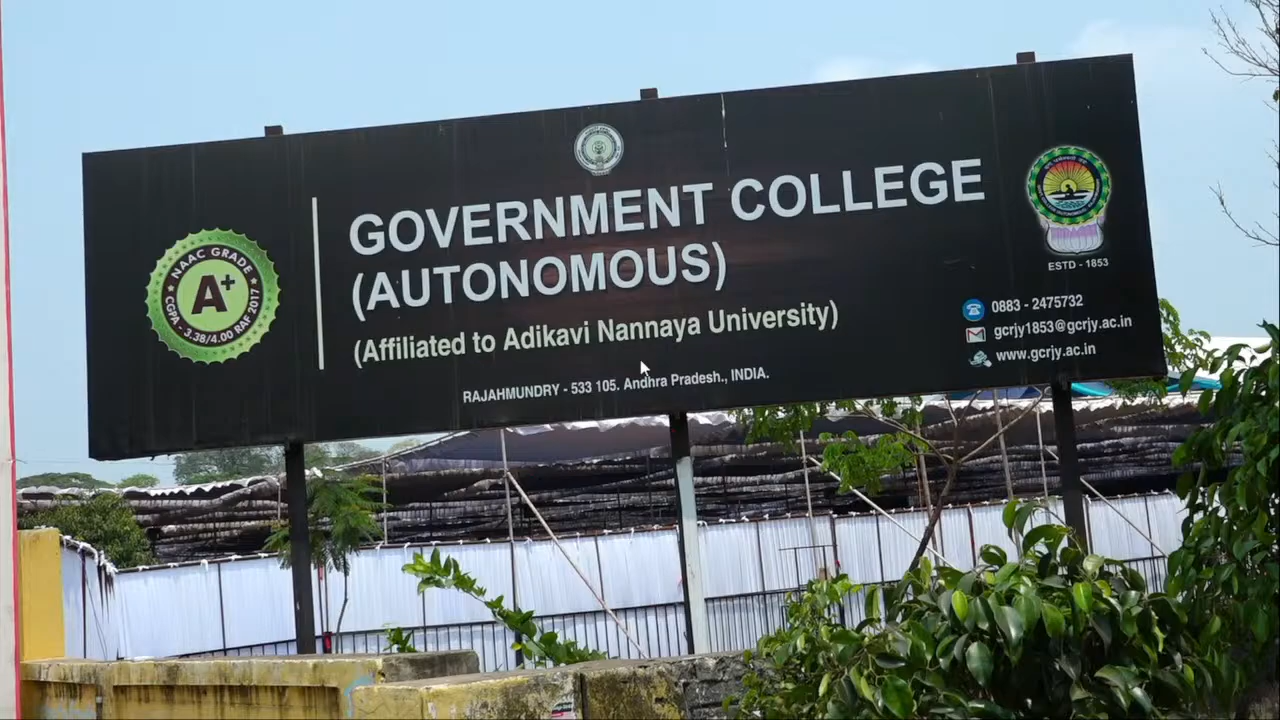 NAAC GRADE
A+
CGPA - 3.38/4.00 RAF 2017
GOVERNMENT COLLEGE
(AUTONOMOUS)
(Affiliated to Adikavi Nannaya University)
RAJAHMUNDRY - 533 105. Andhra Pradesh., INDIA.
ESTD - 1853
0883 - 2475732
gcrjy1853@gcrjy.ac.in
www.gcrjy.ac.in